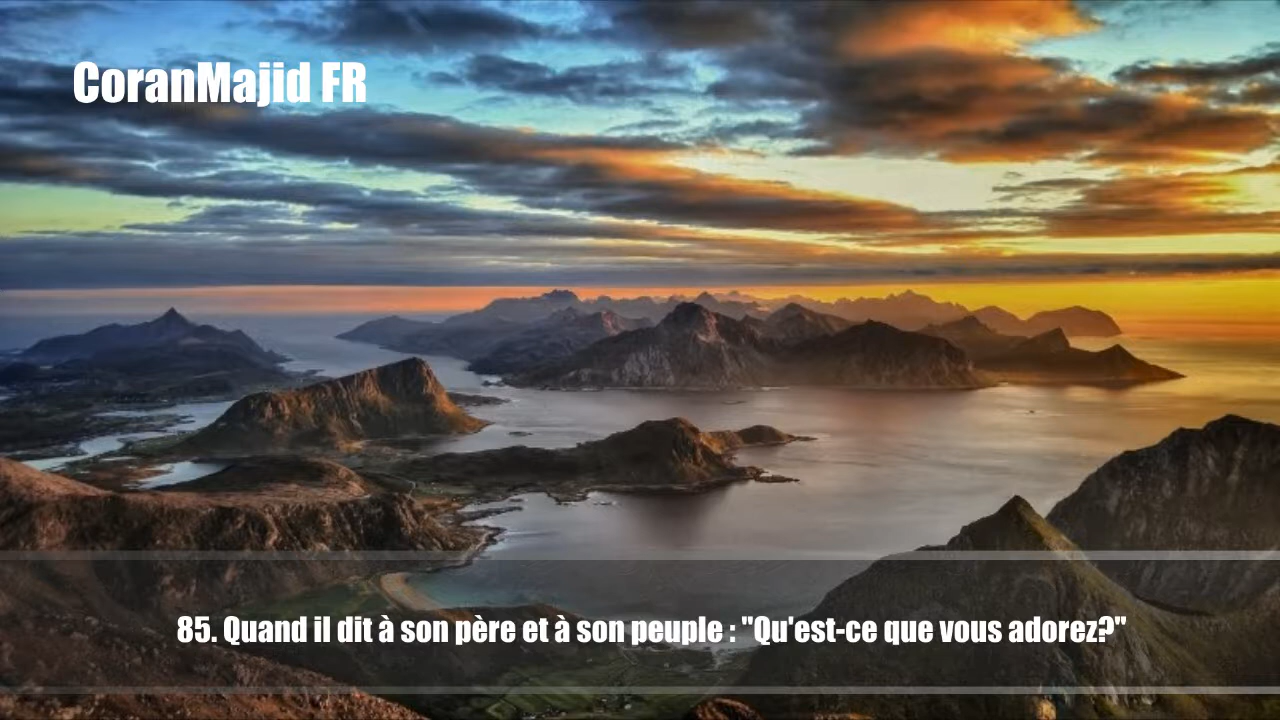 CoranMajid FR
85. Quand il dit à son père et à son peuple : "Qu'est-ce que vous adorez?"